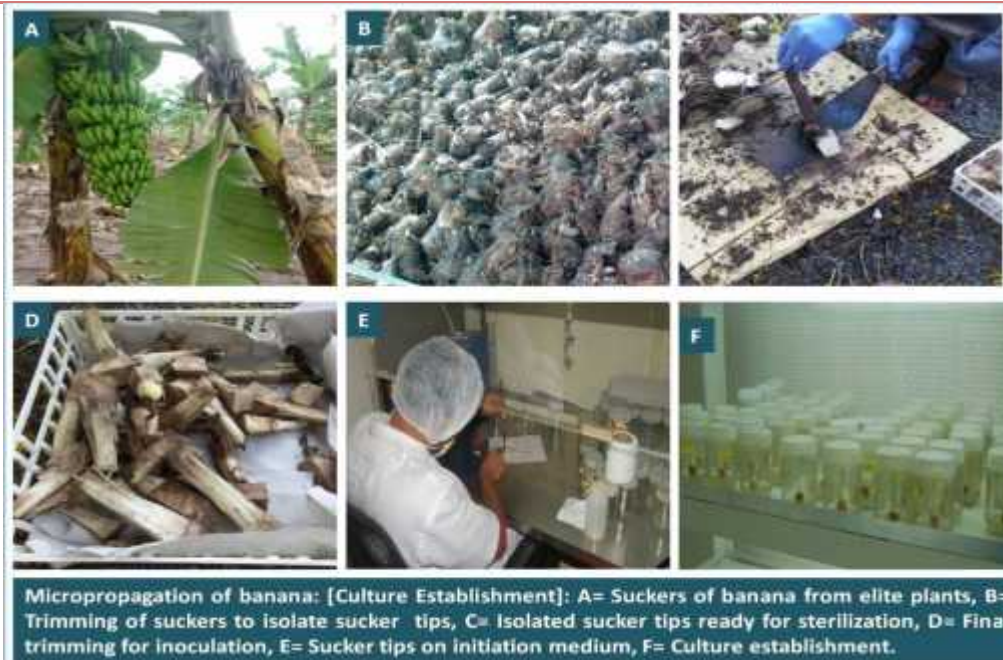 A
B
D
E
F
Micropropagation of banana: [Culture Establishment]: A= Suckers of banana from elite plants, B=
Trimming of suckers to isolate sucker tips, C= Isolated sucker tips ready for sterilization, D= Final
trimming for inoculation, E= Sucker tips on initiation medium, F= Culture establishment.